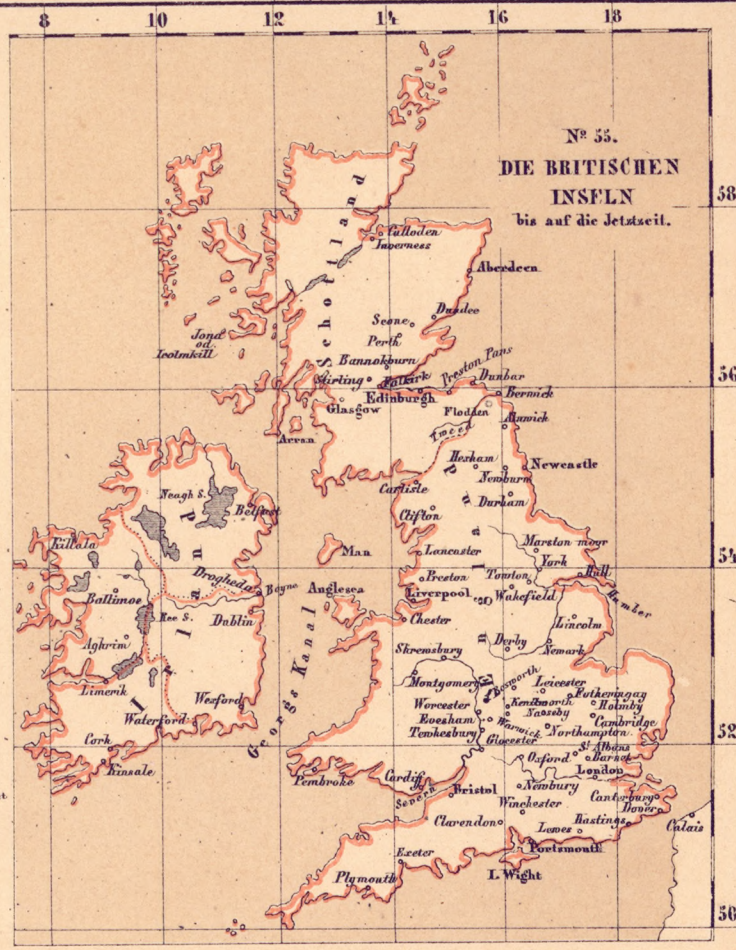 8 10 12 14 16 18
Nº 55.
DIE BRITISCHEN
INSELN
bis auf die Jetztzeit.
58
Schottland
Culloden
Inverness
Aberdeen
Dundee
Scone
Perth
Jona
od.
Icolmkill
Bannokburn
Stirling
Falkirk
Preston Pans
Dunbar
56
Edinburgh
Berwick
Glasgow
Flodden
Alnwick
Arran
Tweed
Hexham
Newcastle
Newburn
Carlisle
Durham
Neagh S.
Belfast
Clifton
Killala
Man
Lancaster
Marston moor
York
54
Preston
Towton
Hull
Drogheda
Boyne
Anglesea
Liverpool
Wakefield
Humber
Ballimoe
Ree S.
Dublin
Chester
Lincoln
Aghrim
Irland
England
Derby
Newark
Shrewsbury
Georgs Kanal
Bosworth
Limerik
Montgomery
Leicester
Fotheringay
Wexford
Worcester
Kenilworth
Holmby
Waterford
Evesham
Naseby
Cambridge
Tewkesbury
Warwick
Northampton
Glocester
52
Cork
St Albans
Oxford
Barnet
Kinsale
London
Pembroke
Cardiff
Newbury
Severn
Bristol
Canterbury
Winchester
Dover
Clarendon
Hastings
Lewes
Calais
Portsmouth
Exeter
I. Wight
Plymouth
50